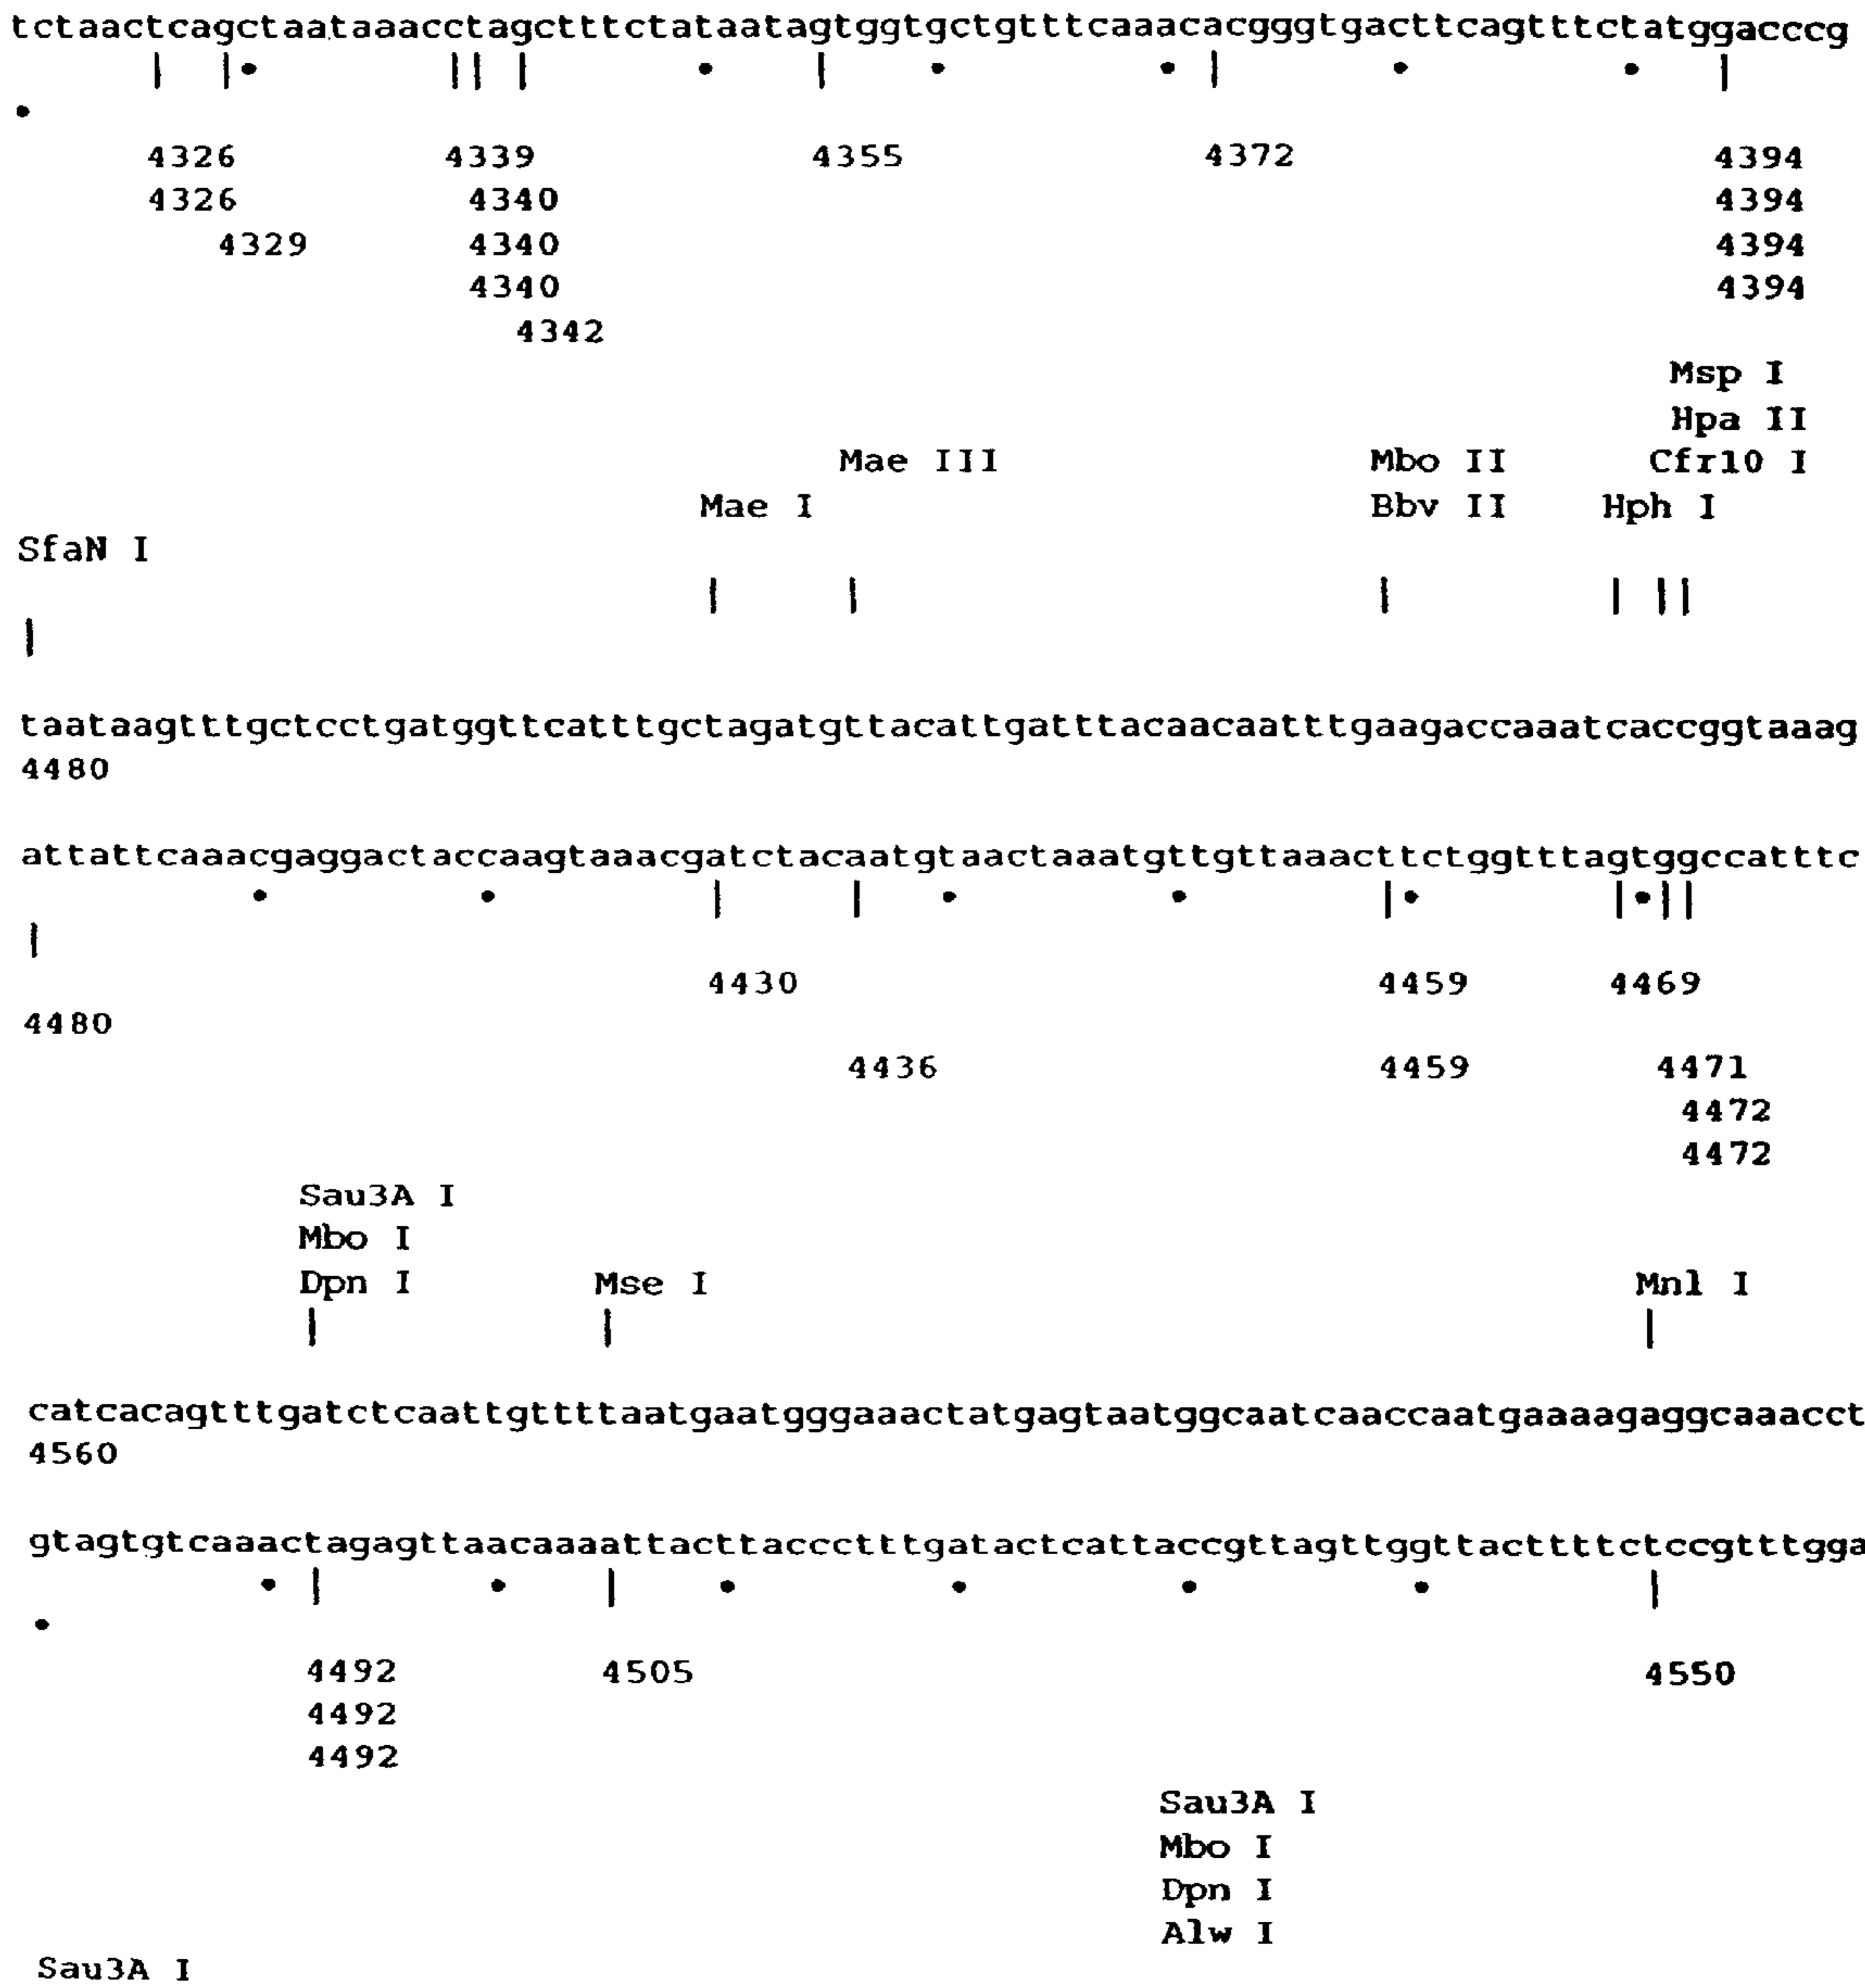 tctaactcagctaataaacctagctttctataatagtggtgctgtttcaaacacgggtgacttcagtttctatggacccg
| |• || | • | • • | • • |
•
4326 4339 4355 4372 4394
4326 4340 4394
4329 4340 4394
4340 4394
4342
Msp I
Hpa II
Mae III Mbo II Cfr10 I
Mae I Bbv II Hph I
SfaN I
| | | | ||
|
taataagtttgctcctgatggttcatttgctagatgttacattgatttacaacaatttgaagaccaaatcaccggtaaag
4480
attattcaaacgaggactaccaagtaaacgatctacaatgtaactaaatgttgttaaacttctggtttagtggccatttc
• • | | • • |• |•||
|
4430 4459 4469
4480
4436 4459 4471
4472
4472
Sau3A I
Mbo I
Dpn I Mse I Mnl I
| | |
catcacagtttgatctcaattgttttaatgaatgggaaactatgagtaatggcaatcaaccaatgaaaagaggcaaacct
4560
gtagtgtcaaactagagttaacaaaattacttaccctttgatactcattaccgttagttggttacttttctccgtttgga
• | • | • • • • |
•
4492 4505 4550
4492
4492
Sau3A I
Mbo I
Dpn I
Alw I
Sau3A I